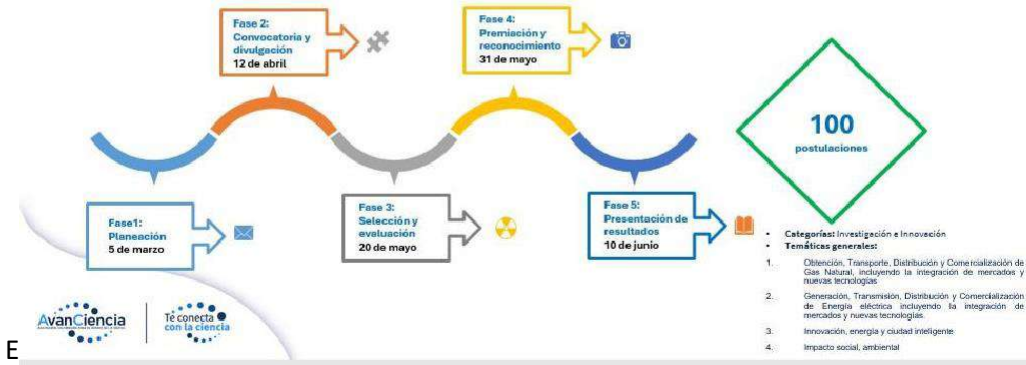 Fase 2:
Convocatoria y
divulgación
12 de abril
Fase 4:
Premiación y
reconocimiento
31 de mayo
100
postulaciones
Fase1:
Planeación
5 de marzo
Fase 3:
Selección y
evaluación
20 de mayo
Fase 5:
Presentación de
resultados
10 de junio
• Categorías: Investigación e Innovación
• Temáticas generales:
1. Obtención, Transporte, Distribución y Comercialización de
Gas Natural, incluyendo la integración de mercados y
nuevas tecnologías
2. Generación, Transmisión, Distribución y Comercialización
de Energía eléctrica incluyendo la integración de
mercados y nuevas tecnologías.
3. Innovación, energía y ciudad inteligente
4. Impacto social, ambiental
AvanCiencia
Te conecta
con la ciencia
E